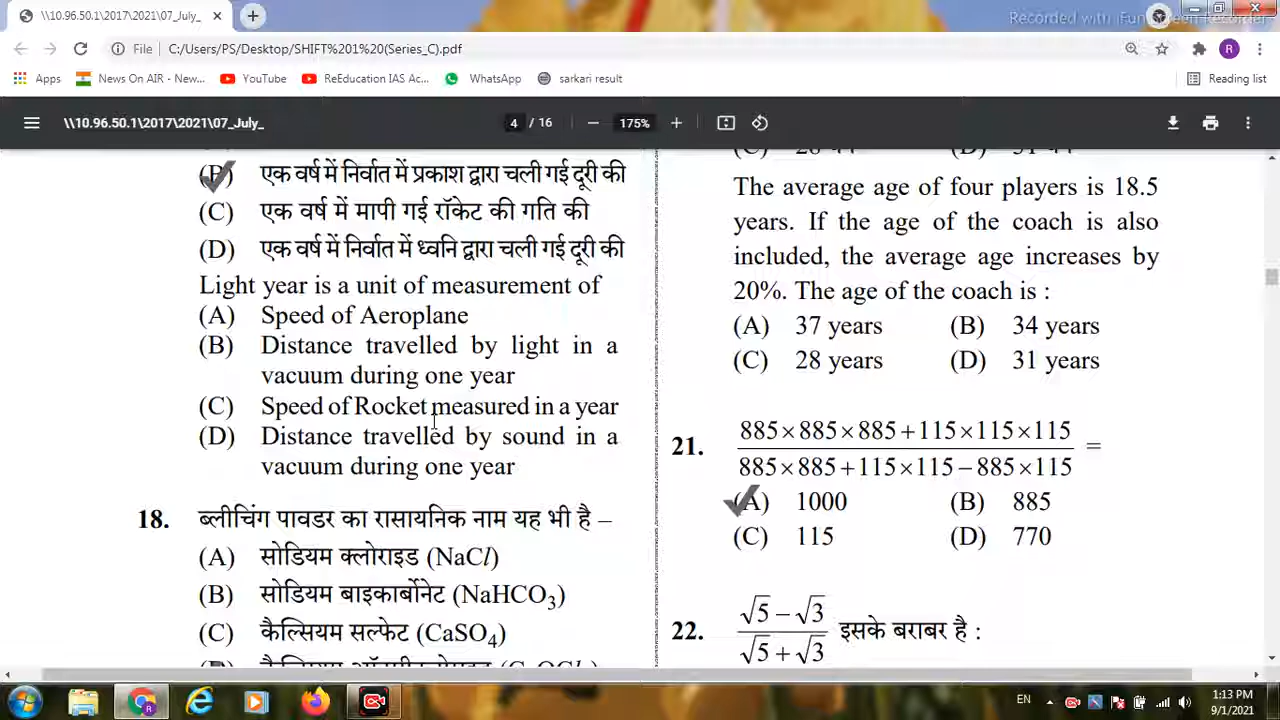 \\10.96.50.1\2017\2021\07_July_
Recorded with iFun Screen Recorder
File C:/Users/PS/Desktop/SHIFT%201%20(Series_C).pdf
Apps News On AIR - New... YouTube ReEducation IAS Ac... WhatsApp sarkari result Reading list
\\10.96.50.1\2017\2021\07_July_ 4 / 16 175%
(B) एक वर्ष में निर्वात में प्रकाश द्वारा चली गई दूरी की
(C) एक वर्ष में मापी गई रॉकेट की गति की
(D) एक वर्ष में निर्वात में ध्वनि द्वारा चली गई दूरी की
Light year is a unit of measurement of
(A) Speed of Aeroplane
(B) Distance travelled by light in a
vacuum during one year
(C) Speed of Rocket measured in a year
(D) Distance travelled by sound in a
vacuum during one year
18. ब्लीचिंग पावडर का रासायनिक नाम यह भी है –
(A) सोडियम क्लोराइड (NaCl)
(B) सोडियम बाइकार्बोनेट (NaHCO3)
(C) कैल्सियम सल्फेट (CaSO4)
The average age of four players is 18.5
years. If the age of the coach is also
included, the average age increases by
20%. The age of the coach is :
(A) 37 years (B) 34 years
(C) 28 years (D) 31 years
885×885×885+115×115×115
21. =
885×885+115×115−885×115
(A) 1000 (B) 885
(C) 115 (D) 770
√5 − √3
22. इसके बराबर है :
√5 + √3
EN 1:13 PM
9/1/2021